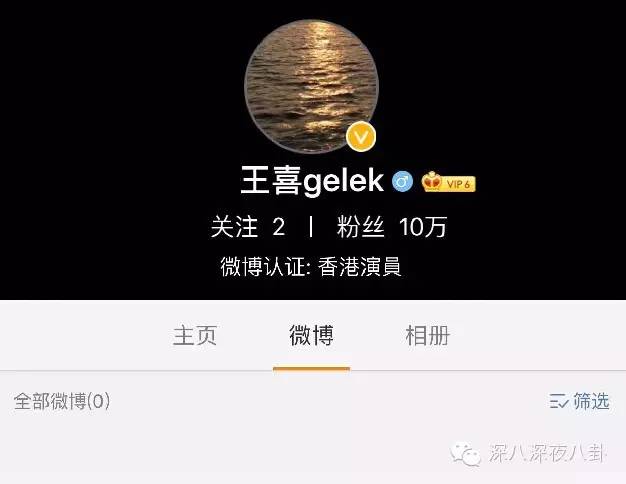 王喜gelek VIP 6
关注 2 | 粉丝 10万
微博认证: 香港演員
主页 微博 相册
全部微博(0) 筛选
深八深夜八卦